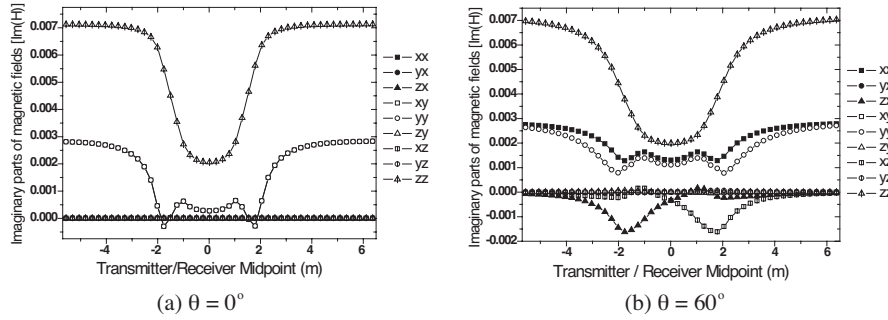 Imaginary parts of magnetic fields [Im(H)]
0.007
0.006
0.005
0.004
0.003
0.002
0.001
0.000
-4
-2
0
2
4
6
Transmitter/Receiver Midpoint (m)
xx
yx
zx
xy
yy
zy
xz
yz
zz
(a) θ = 0°
Imaginary parts of magnetic fields [Im(H)]
0.007
0.006
0.005
0.004
0.003
0.002
0.001
0.000
-0.001
-0.002
-4
-2
0
2
4
6
Transmitter / Receiver Midpoint (m)
zx
(b) θ = 60°